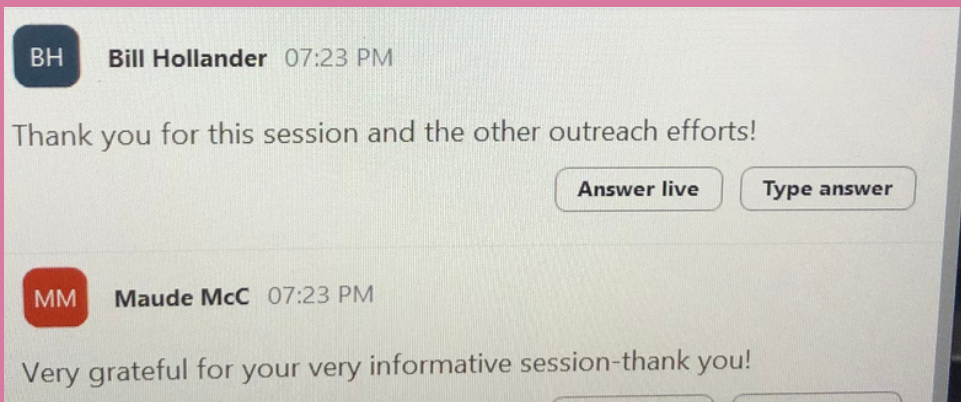 BH Bill Hollander 07:23 PM
Thank you for this session and the other outreach efforts!
Answer live Type answer
MM Maude McC 07:23 PM
Very grateful for your very informative session-thank you!